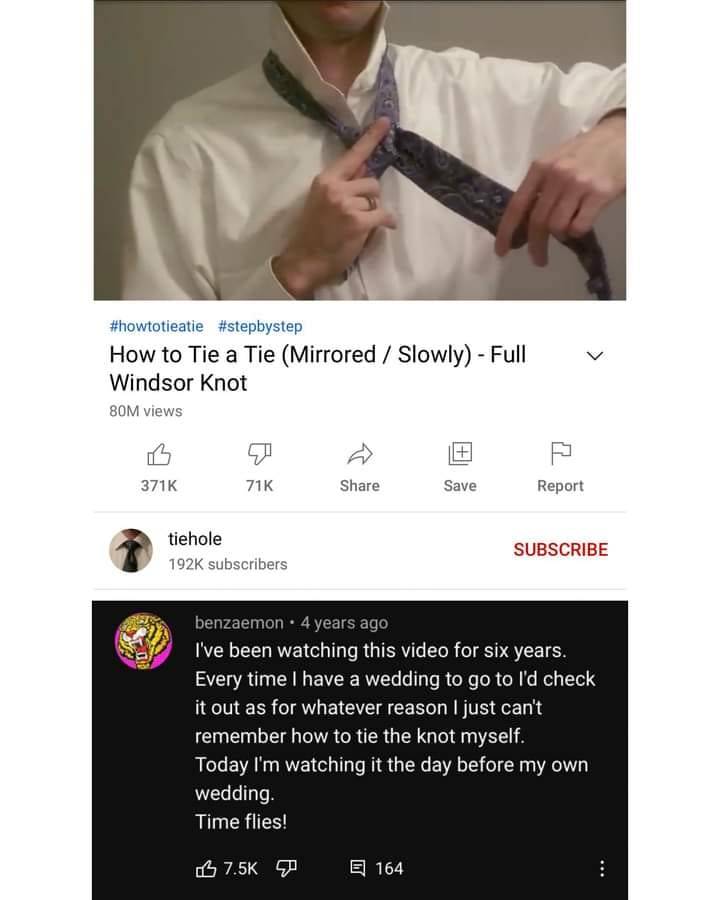 #howtotieatie #stepbystep
How to Tie a Tie (Mirrored / Slowly) - Full
Windsor Knot
80M views
371K 71K Share Save Report
tiehole
192K subscribers
SUBSCRIBE
benzaemon • 4 years ago
I've been watching this video for six years.
Every time I have a wedding to go to I'd check
it out as for whatever reason I just can't
remember how to tie the knot myself.
Today I'm watching it the day before my own
wedding.
Time flies!
7.5K 164